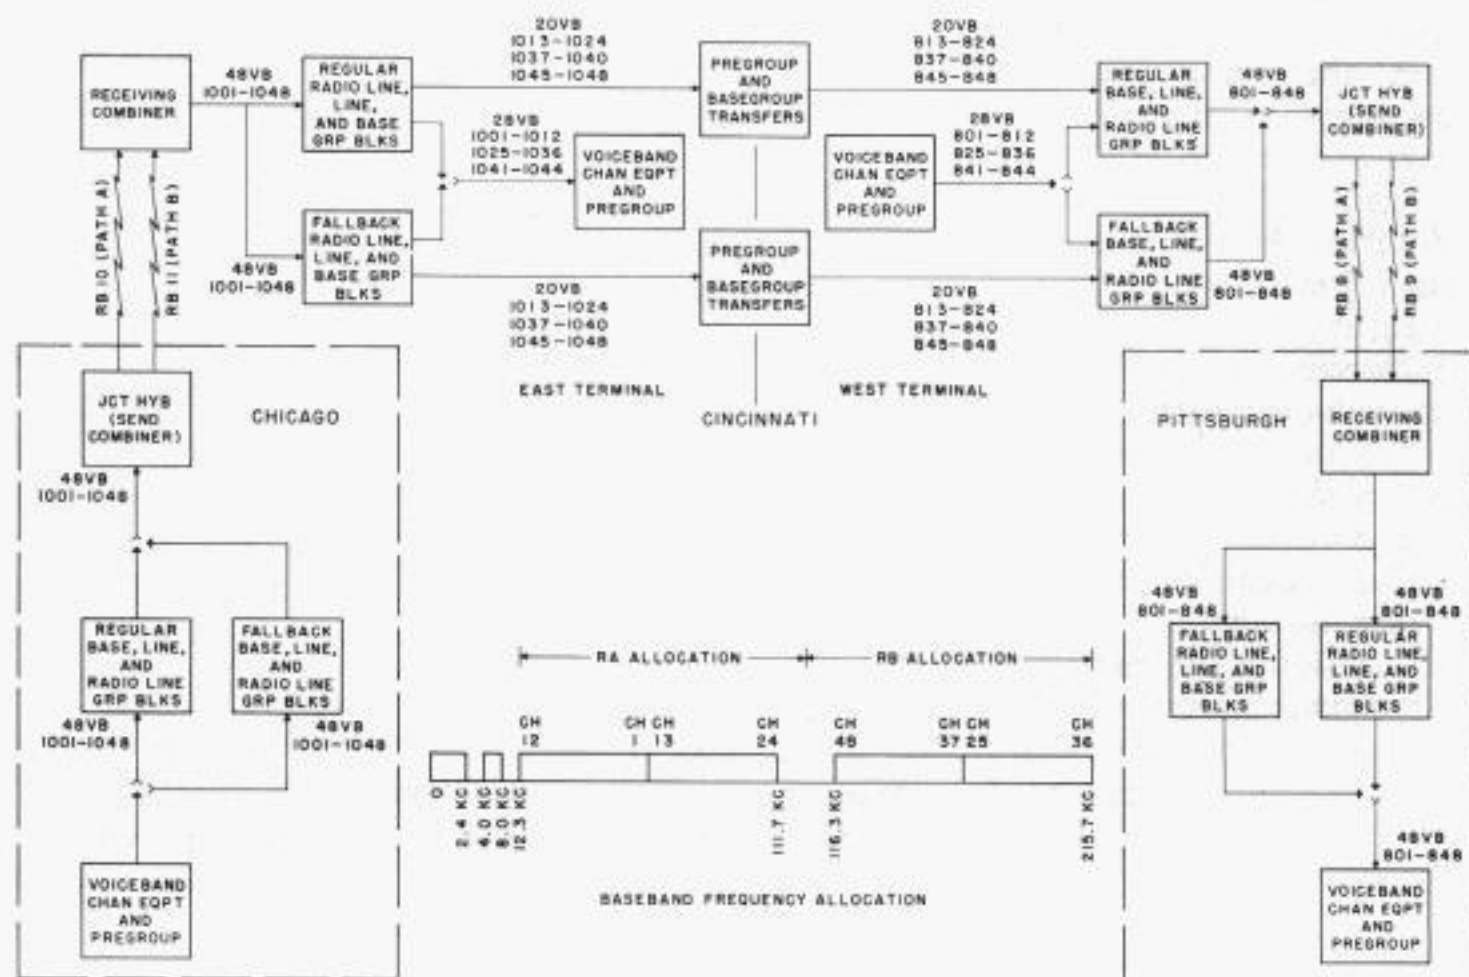 RECEIVING
COMBINER
48VB
1001-1048
REGULAR
RADIO LINE,
LINE,
AND BASE
GRP BLKS
20VB
1013-1024
1037-1040
1045-1048
PREGROUP
AND
BASEGROUP
TRANSFERS
20VB
813-824
837-840
845-848
REGULAR
BASE, LINE,
AND
RADIO LINE
GRP BLKS
48VB
801-848
JCT HYB
(SEND
COMBINER)
28VB
1001-1012
1025-1036
1041-1044
VOICEBAND
CHAN EQPT
AND
PREGROUP
VOICEBAND
CHAN EQPT
AND
PREGROUP
28VB
801-812
825-836
841-844
RB 10 (PATH A)
RB 11 (PATH B)
48VB
1001-1048
FALLBACK
RADIO LINE,
LINE, AND
BASE GRP
BLKS
20VB
1013-1024
1037-1040
1045-1048
PREGROUP
AND
BASEGROUP
TRANSFERS
20VB
813-824
837-840
845-848
FALLBACK
BASE, LINE,
AND
RADIO LINE
GRP BLKS
48VB
801-848
RB 8 (PATH A)
RB 9 (PATH B)
EAST TERMINAL
WEST TERMINAL
CINCINNATI
JCT HYB
(SEND
COMBINER)
CHICAGO
48VB
1001-1048
REGULAR
BASE, LINE,
AND
RADIO LINE
GRP BLKS
FALLBACK
BASE, LINE,
AND
RADIO LINE
GRP BLKS
48VB
1001-1048
48VB
1001-1048
VOICEBAND
CHAN EQPT
AND
PREGROUP
RA ALLOCATION
RB ALLOCATION
CH
12
CH
1
CH
13
CH
24
CH
48
CH
37
CH
25
CH
36
0
2.4 KC
4.0 KC
8.0 KC
12.3 KC
111.7 KC
116.3 KC
215.7 KC
BASEBAND FREQUENCY ALLOCATION
PITTSBURGH
RECEIVING
COMBINER
48VB
801-848
48VB
801-848
FALLBACK
RADIO LINE,
LINE, AND
BASE GRP
BLKS
REGULAR
RADIO LINE,
LINE, AND
BASE GRP
BLKS
48VB
801-848
VOICEBAND
CHAN EQPT
AND
PREGROUP